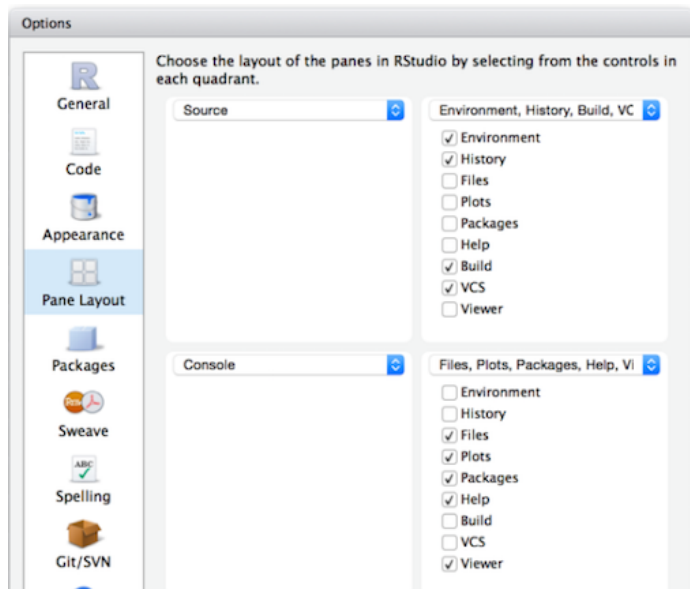 Options
Choose the layout of the panes in RStudio by selecting from the controls in
each quadrant.
R
General
Code
Appearance
Pane Layout
Packages
Sweave
ABC
Spelling
Git/SVN
Source
Environment, History, Build, VC
Environment
History
Files
Plots
Packages
Help
Build
VCS
Viewer
Console
Files, Plots, Packages, Help, Vi
Environment
History
Files
Plots
Packages
Help
Build
VCS
Viewer